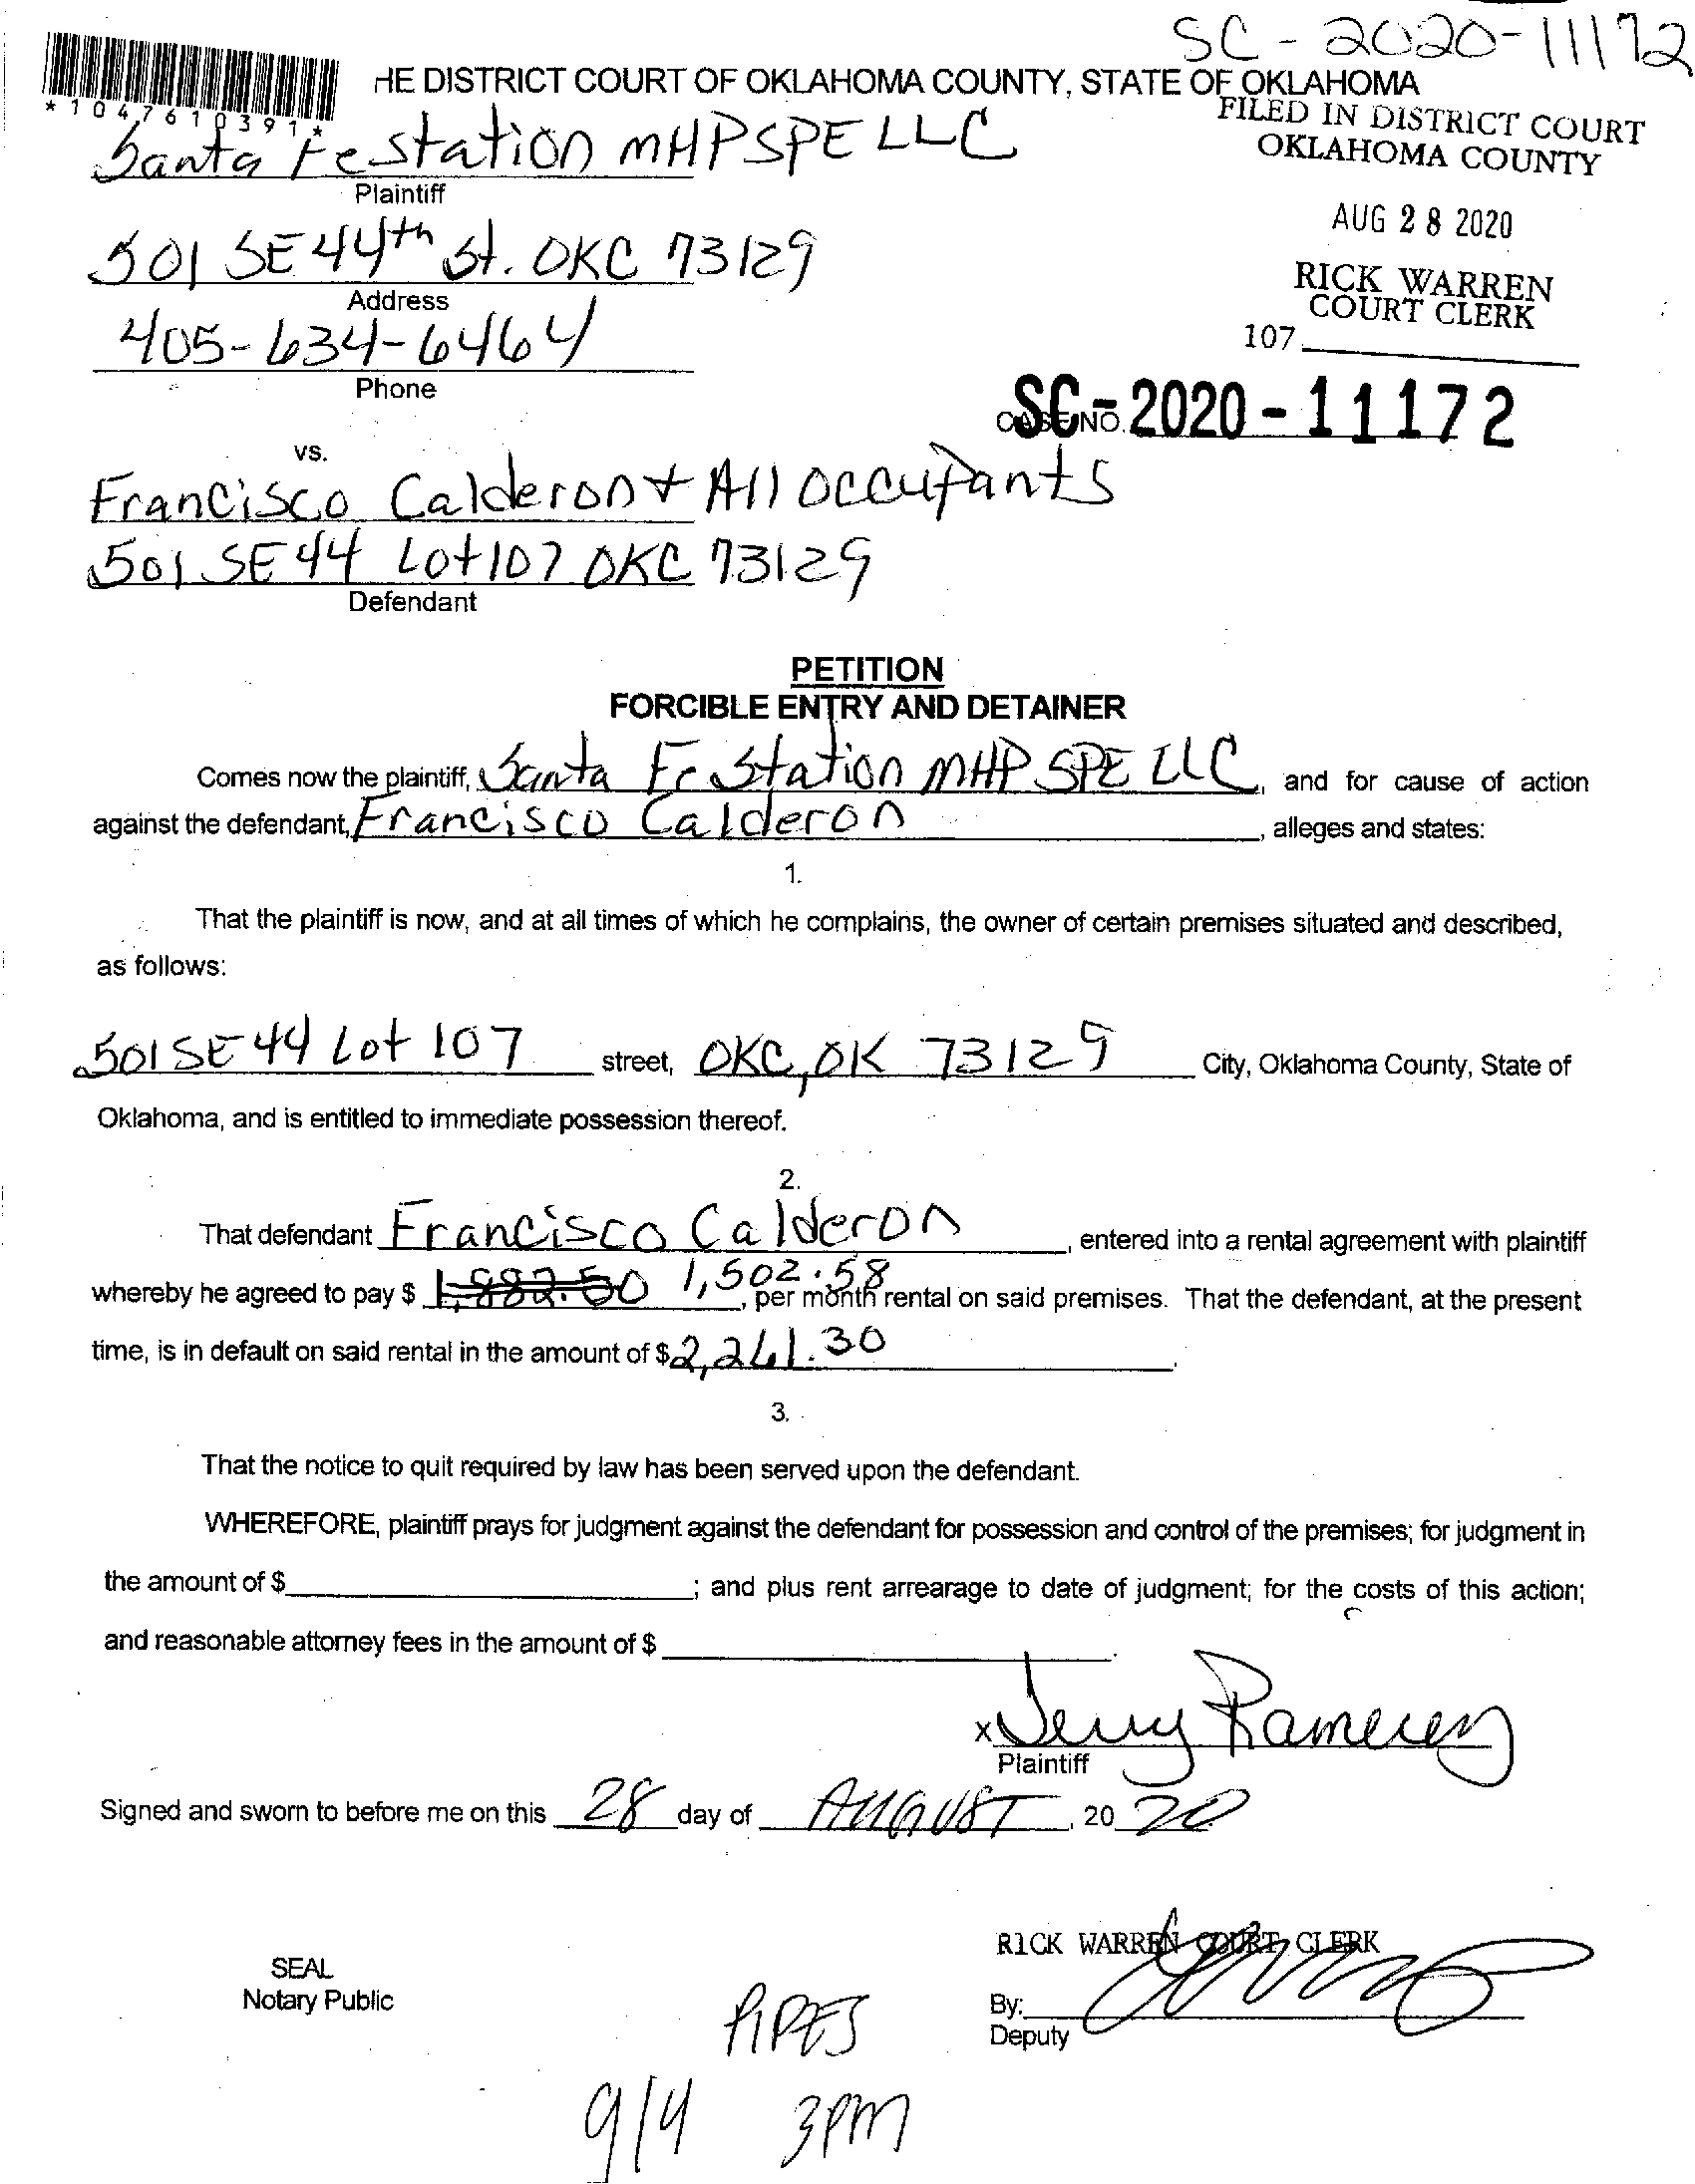 SC-2020-11172
HE DISTRICT COURT OF OKLAHOMA COUNTY, STATE OF OKLAHOMA
*1047610391*
FILED IN DISTRICT COURT
OKLAHOMA COUNTY
Santa Fe Station MHP SPE LLC
Plaintiff
AUG 28 2020
501 SE 44th St. OKC 73129
Address
RICK WARREN
COURT CLERK
405-634-6464
107
Phone
CASE NO. SC-2020-11172
vs.
Francisco Calderon + All Occupants
501 SE 44 Lot 107 OKC 73129
Defendant
PETITION
FORCIBLE ENTRY AND DETAINER
Comes now the plaintiff, Santa Fe Station MHP SPE LLC, and for cause of action
against the defendant, Francisco Calderon, alleges and states:
1.
That the plaintiff is now, and at all times of which he complains, the owner of certain premises situated and described,
as follows:
501 SE 44 Lot 107 street, OKC, OK 73129 City, Oklahoma County, State of
Oklahoma, and is entitled to immediate possession thereof.
2.
That defendant Francisco Calderon, entered into a rental agreement with plaintiff
whereby he agreed to pay $ 1,882.50 1,502.58, per month rental on said premises. That the defendant, at the present
time, is in default on said rental in the amount of $ 2,261.30.
3.
That the notice to quit required by law has been served upon the defendant.
WHEREFORE, plaintiff prays for judgment against the defendant for possession and control of the premises; for judgment in
the amount of $; and plus rent arrearage to date of judgment; for the costs of this action;
and reasonable attorney fees in the amount of $.
x Jerry Ramirez
Plaintiff
Signed and sworn to before me on this 28 day of AUGUST, 20 20
RICK WARREN COURT CLERK
SEAL
Notary Public
By:
Deputy
PIPES
9/4 3PM